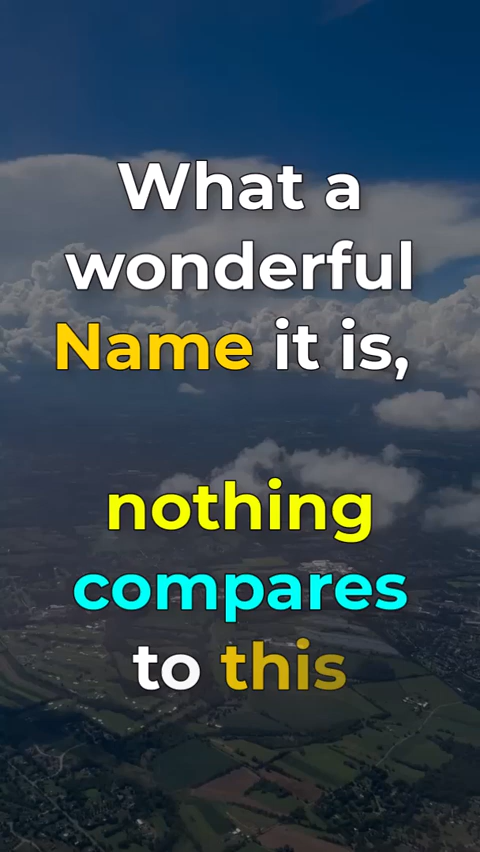 What a
wonderful
Name it is,
nothing
compares
to this